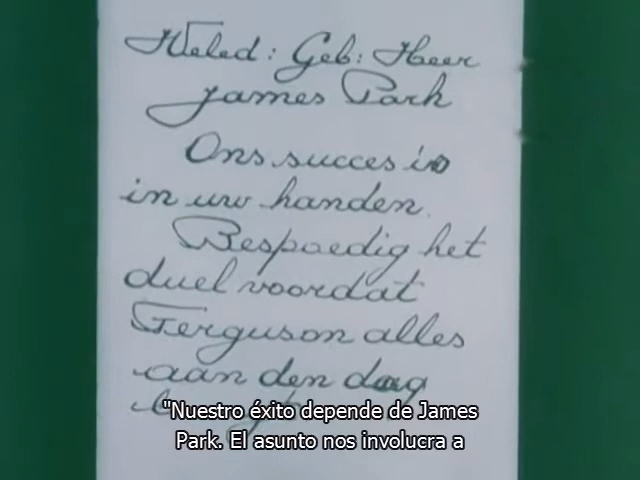 Weled: Geb: Heer
James Park
Ons succes is
in uw handen.
Bespoedig het
duel voordat
Ferguson alles
aan den dag
"Nuestro éxito depende de James
Park. El asunto nos involucra a